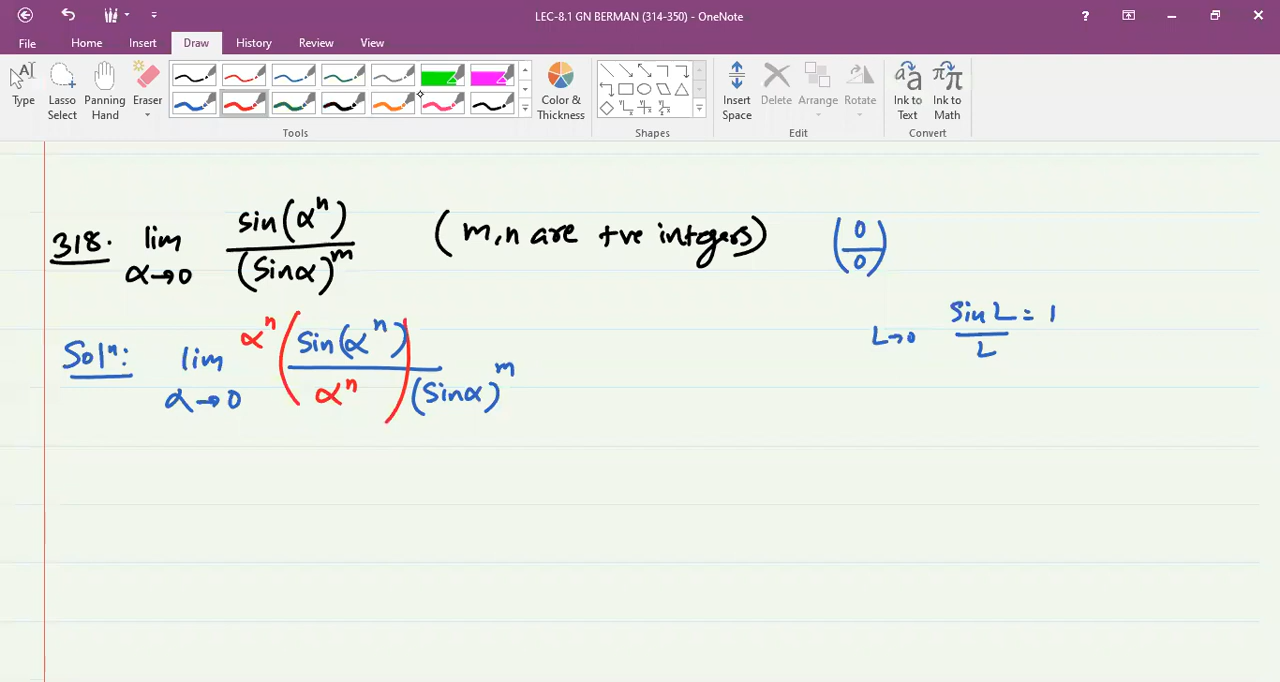 LEC-8.1 GN BERMAN (314-350) - OneNote
File Home Insert Draw History Review View
Type Lasso Select Panning Hand Eraser Color & Thickness Insert Space Delete Arrange Rotate Ink to Text Ink to Math
Tools Shapes Edit Convert
318. lim α→0 sin(α^n)/(Sinα)^m (m,n are +ve integers) (0/0)
L→0 Sin L/L = 1
Solⁿ: lim α→0 α^n (Sin(α^n)/α^n) (Sinα)^m